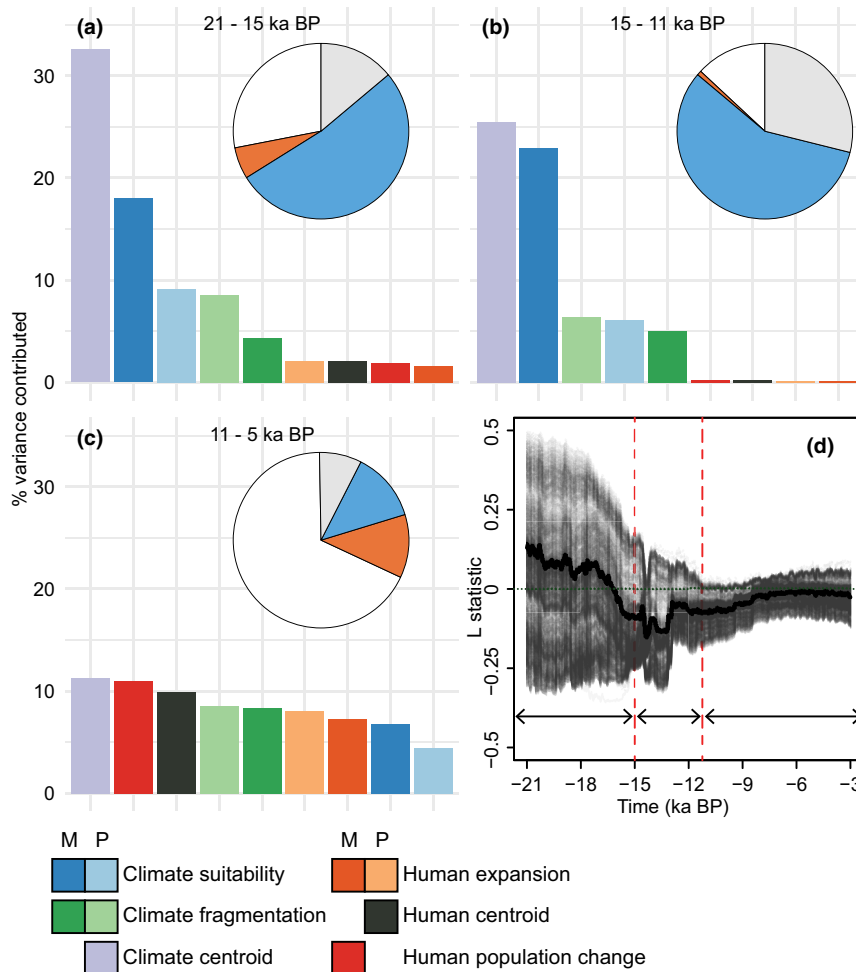 (a) 21 - 15 ka BP
(b) 15 - 11 ka BP
30
20
10
0
% variance contributed
(c) 11 - 5 ka BP
30
20
10
0
(d)
0.5
0.25
0
−0.25
−0.5
L statistic
−21 −18 −15 −12 −9 −6 −3
Time (ka BP)
M P
Climate suitability
Climate fragmentation
Climate centroid
M P
Human expansion
Human centroid
Human population change